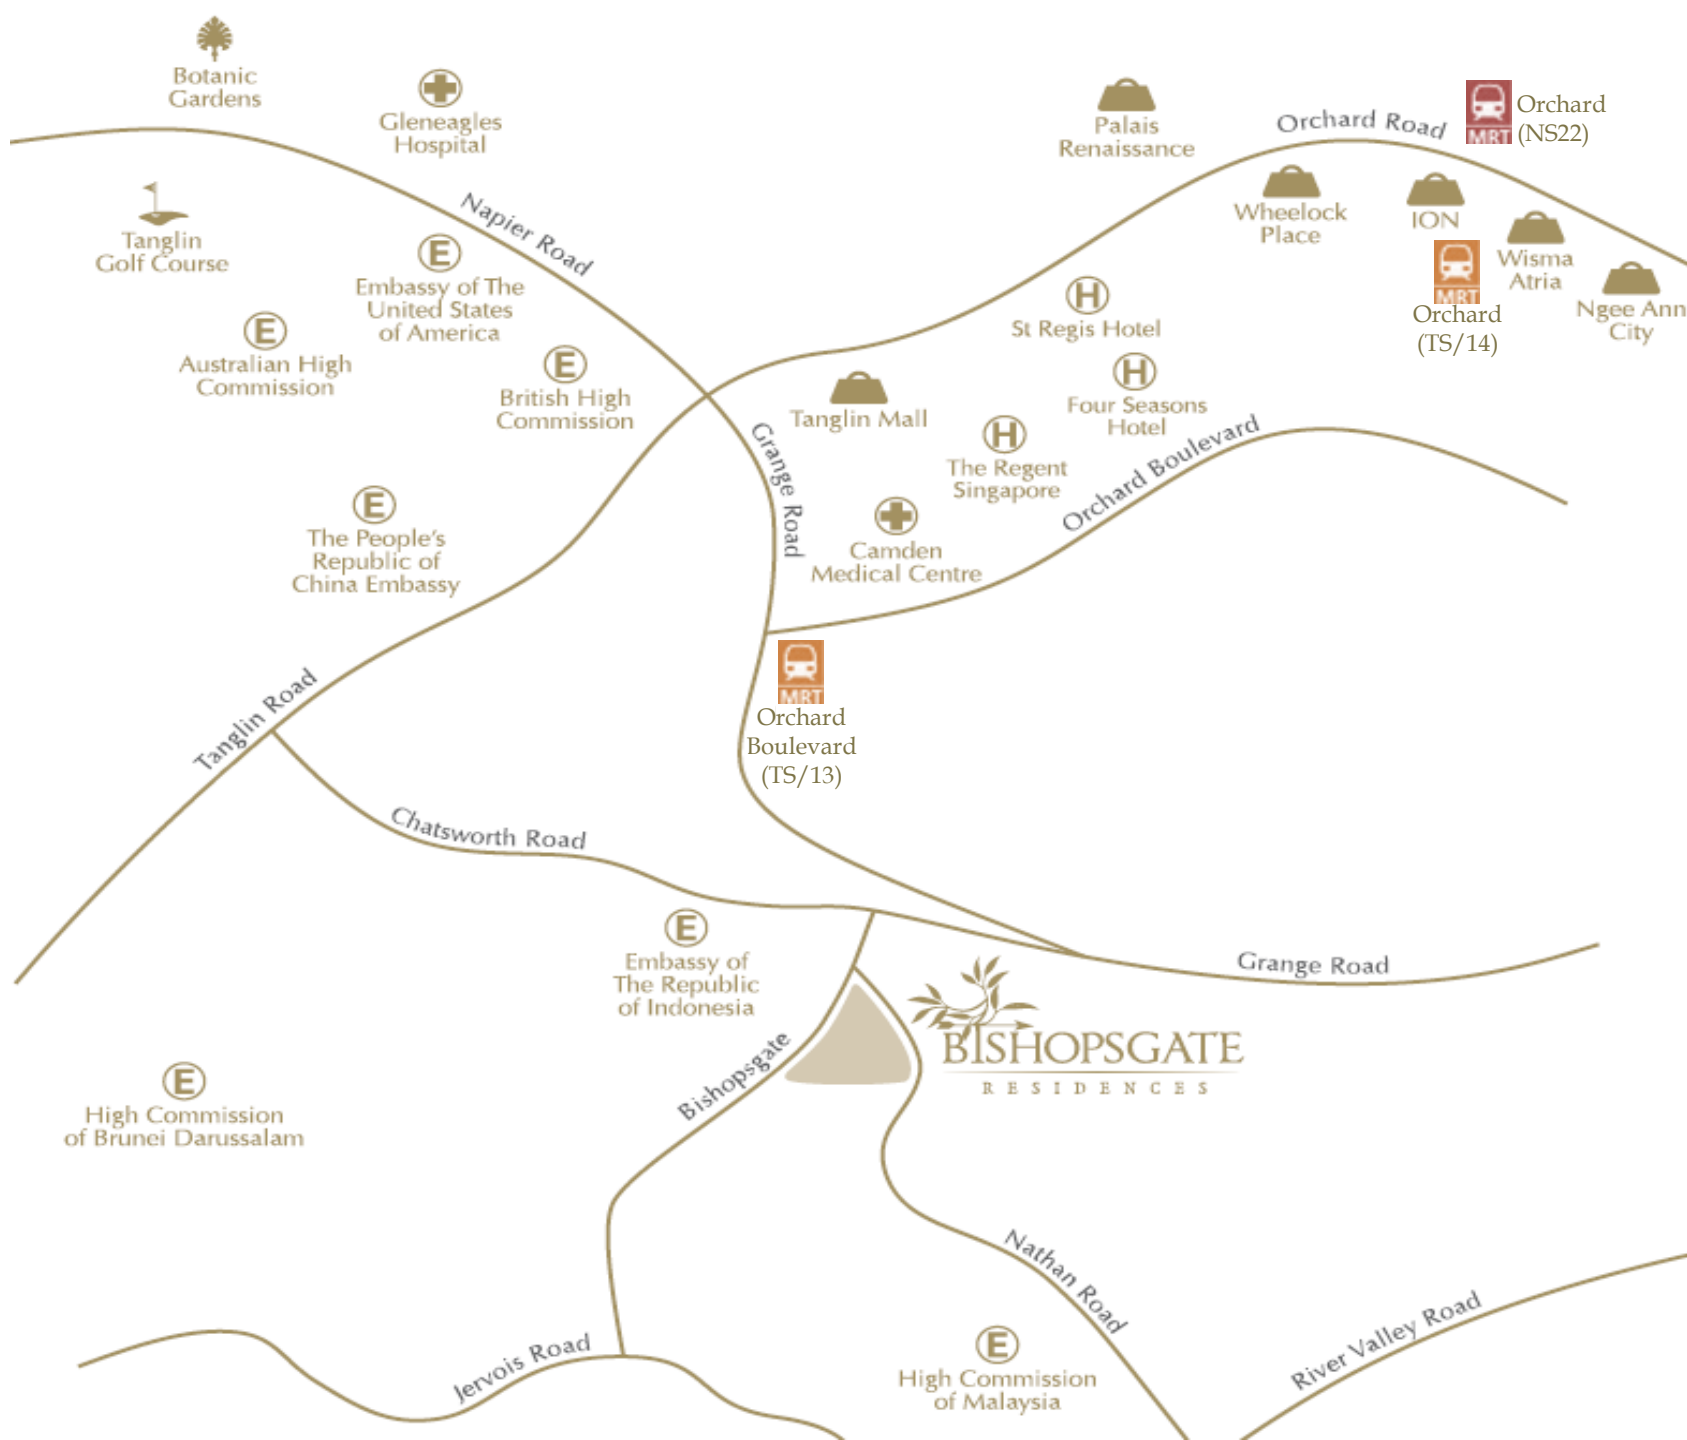 Botanic
Gardens
Gleneagles
Hospital
Palais
Renaissance
Orchard Road
MRT
Orchard
(NS22)
Tanglin
Golf Course
Napier Road
E
Embassy of The
United States
of America
Wheelock
Place
ION
Wisma
Atria
MRT
Orchard
(TS/14)
Ngee Ann
City
E
Australian High
Commission
E
British High
Commission
H
St Regis Hotel
H
Four Seasons
Hotel
Tanglin Mall
Grange Road
H
The Regent
Singapore
Orchard Boulevard
E
The People's
Republic of
China Embassy
Camden
Medical Centre
MRT
Orchard
Boulevard
(TS/13)
Tanglin Road
Chatsworth Road
E
Embassy of
The Republic
of Indonesia
Grange Road
BISHOPSGATE
RESIDENCES
Bishopsgate
E
High Commission
of Brunei Darussalam
Nathan Road
Jervois Road
E
High Commission
of Malaysia
River Valley Road